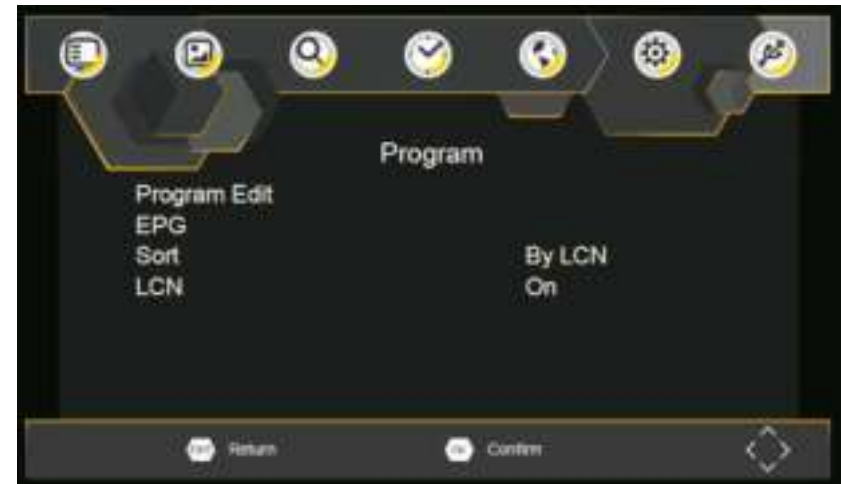 Program
Program Edit
EPG
Sort By LCN
LCN On
Return Confirm